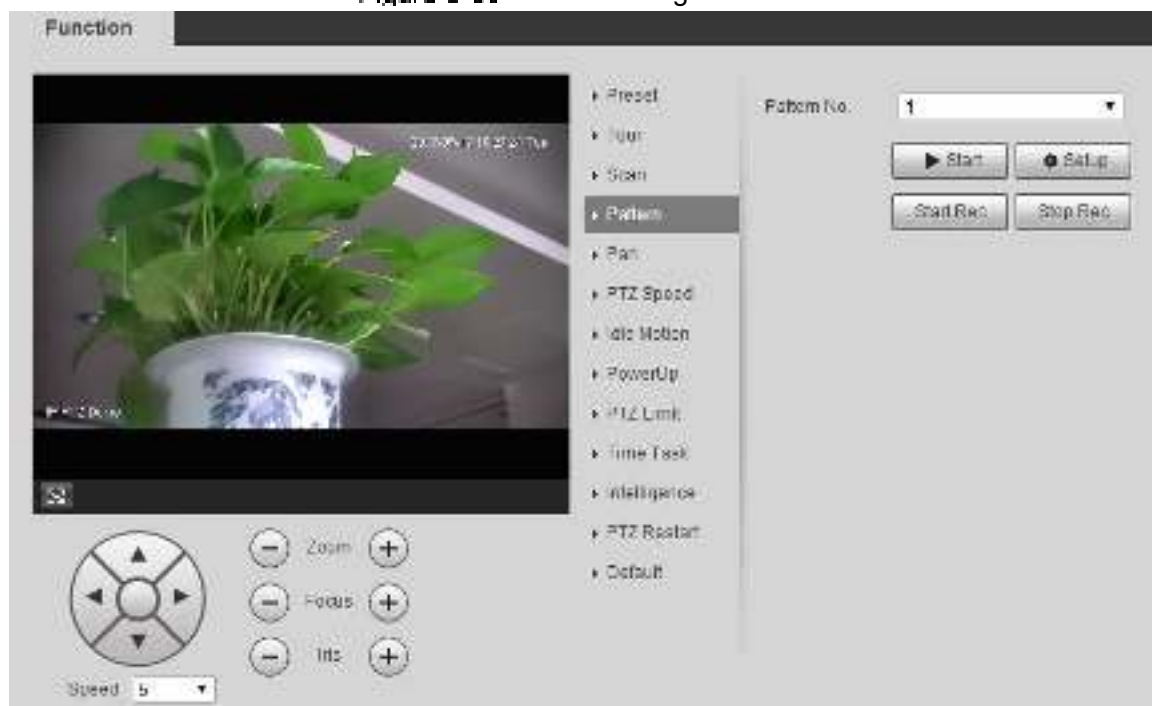 Function
Preset
Tour
Scan
Pattern
Pan
PTZ Speed
Idle Motion
PowerUp
PTZ Limit
Time Task
Intelligence
PTZ Restart
Default
Pattern No. 1
Start Setup
Start Rec Stop Rec
Zoom
Focus
Iris
Speed 5